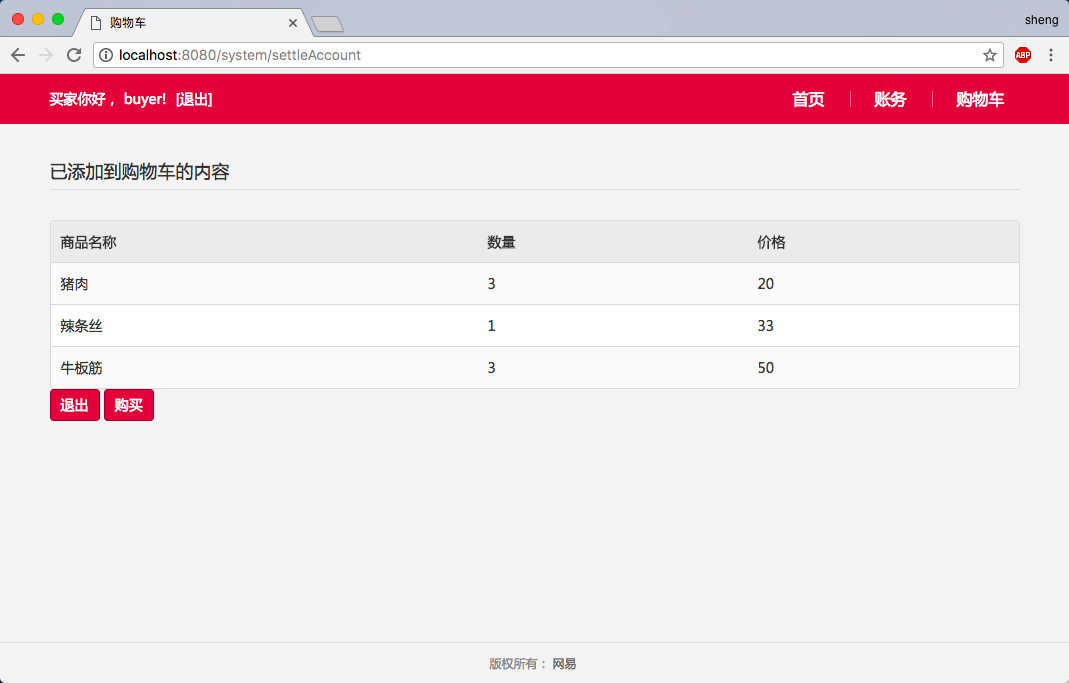 购物车
sheng
localhost:8080/system/settleAccount
ABP
买家你好， buyer! [退出] 首页 账务 购物车
已添加到购物车的内容
商品名称 数量 价格
猪肉 3 20
辣条丝 1 33
牛板筋 3 50
退出 购买
版权所有： 网易